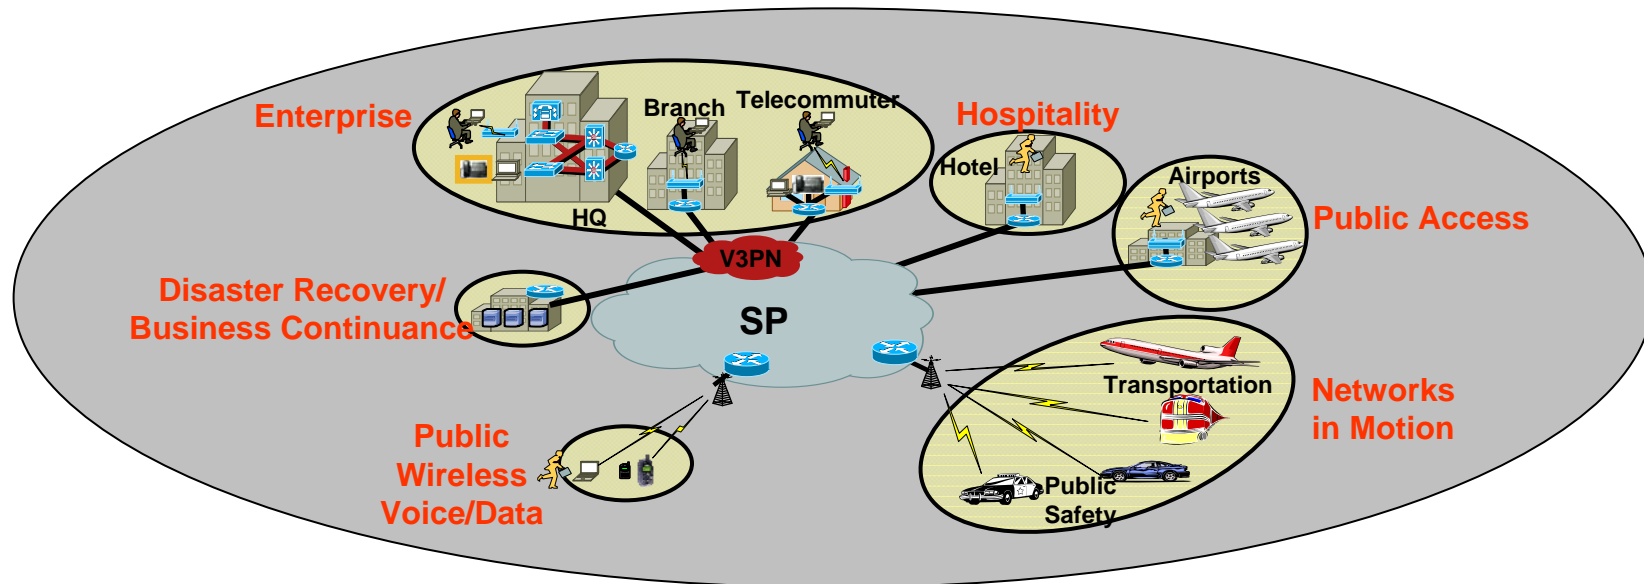 Enterprise
Branch
Telecommuter
HQ
Hospitality
Hotel
Airports
Public Access
V3PN
SP
Disaster Recovery/
Business Continuance
Transportation
Networks
in Motion
Public
Safety
Public
Wireless
Voice/Data